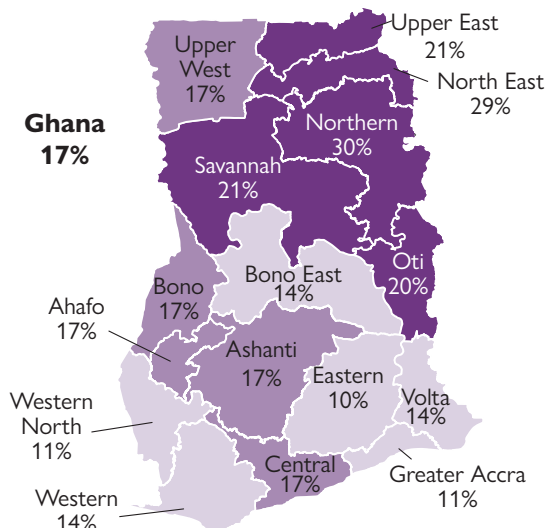 Upper East
21%
Upper
West
17%
North East
29%
Ghana
17%
Northern
30%
Savannah
21%
Oti
20%
Bono East
14%
Bono
17%
Ahafo
17%
Ashanti
17%
Eastern
10%
Volta
14%
Western
North
11%
Central
17%
Greater Accra
11%
Western
14%